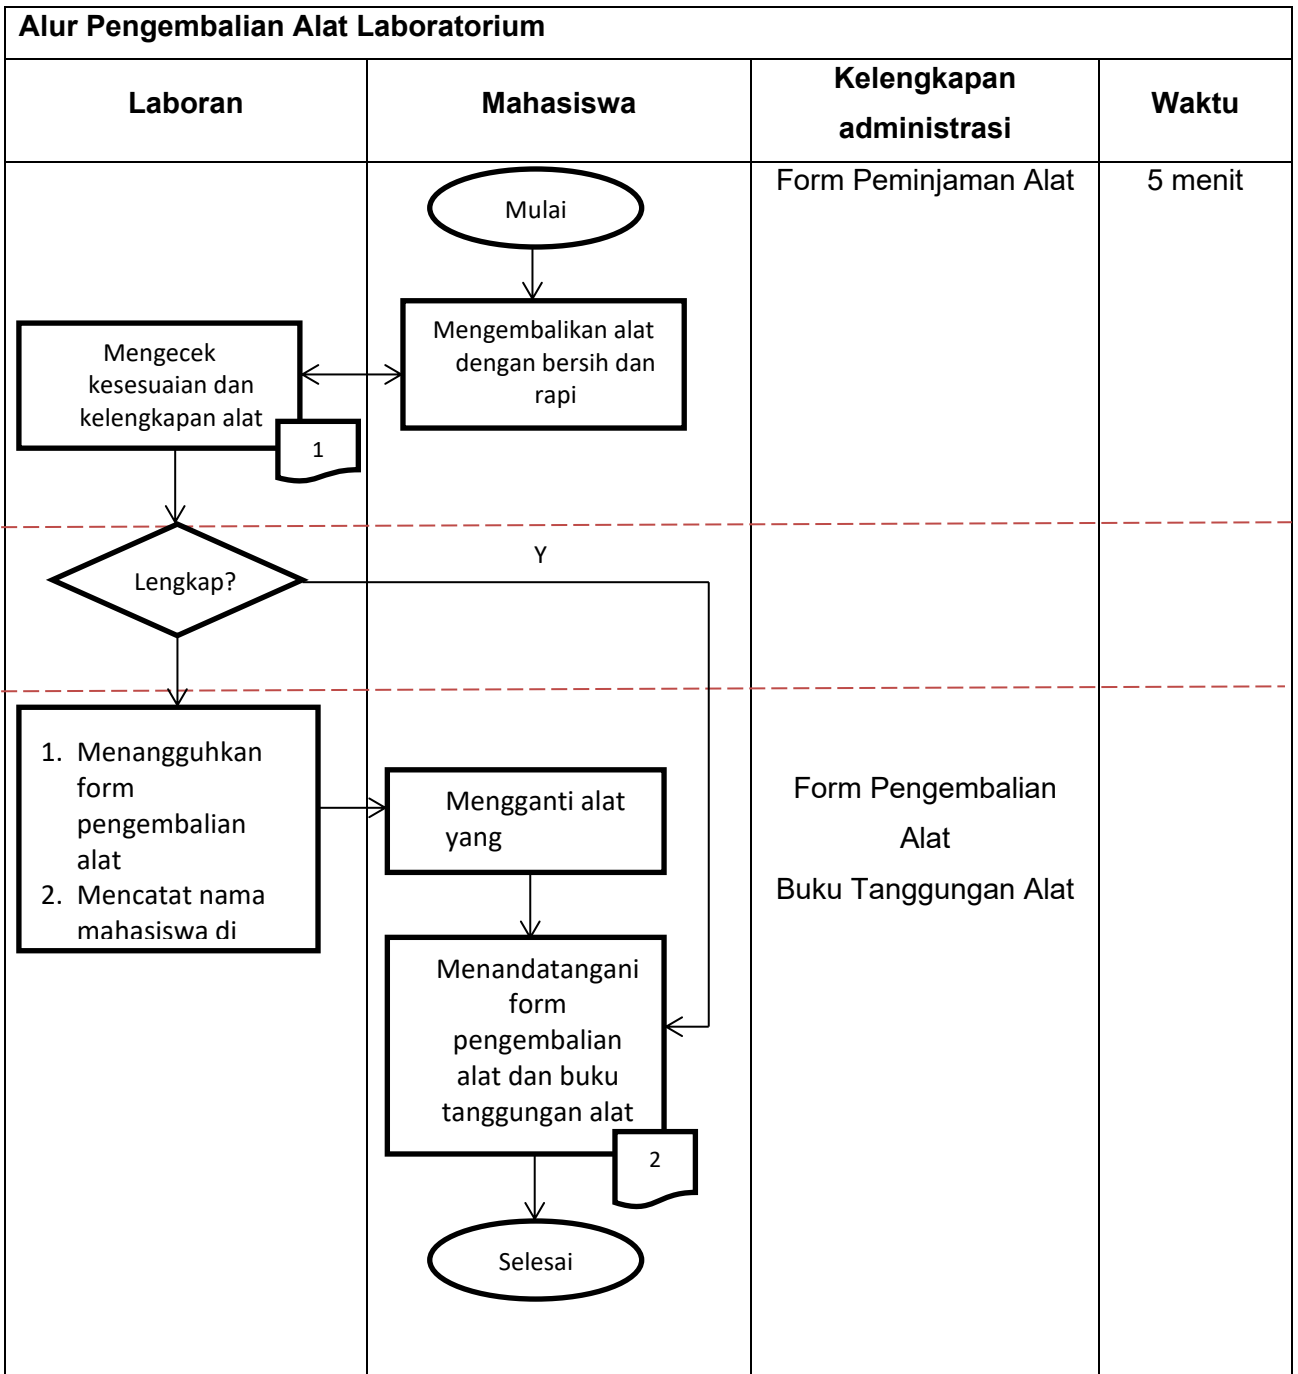 Alur Pengembalian Alat Laboratorium
Laboran
Mahasiswa
Kelengkapan
administrasi
Waktu
Mulai
Form Peminjaman Alat
5 menit
Mengembalikan alat
dengan bersih dan
rapi
Mengecek
kesesuaian dan
kelengkapan alat
1
Lengkap?
Y
1. Menangguhkan
form
pengembalian
alat
2. Mencatat nama
mahasiswa di
Mengganti alat
yang
Form Pengembalian
Alat
Buku Tanggungan Alat
Menandatangani
form
pengembalian
alat dan buku
tanggungan alat
2
Selesai